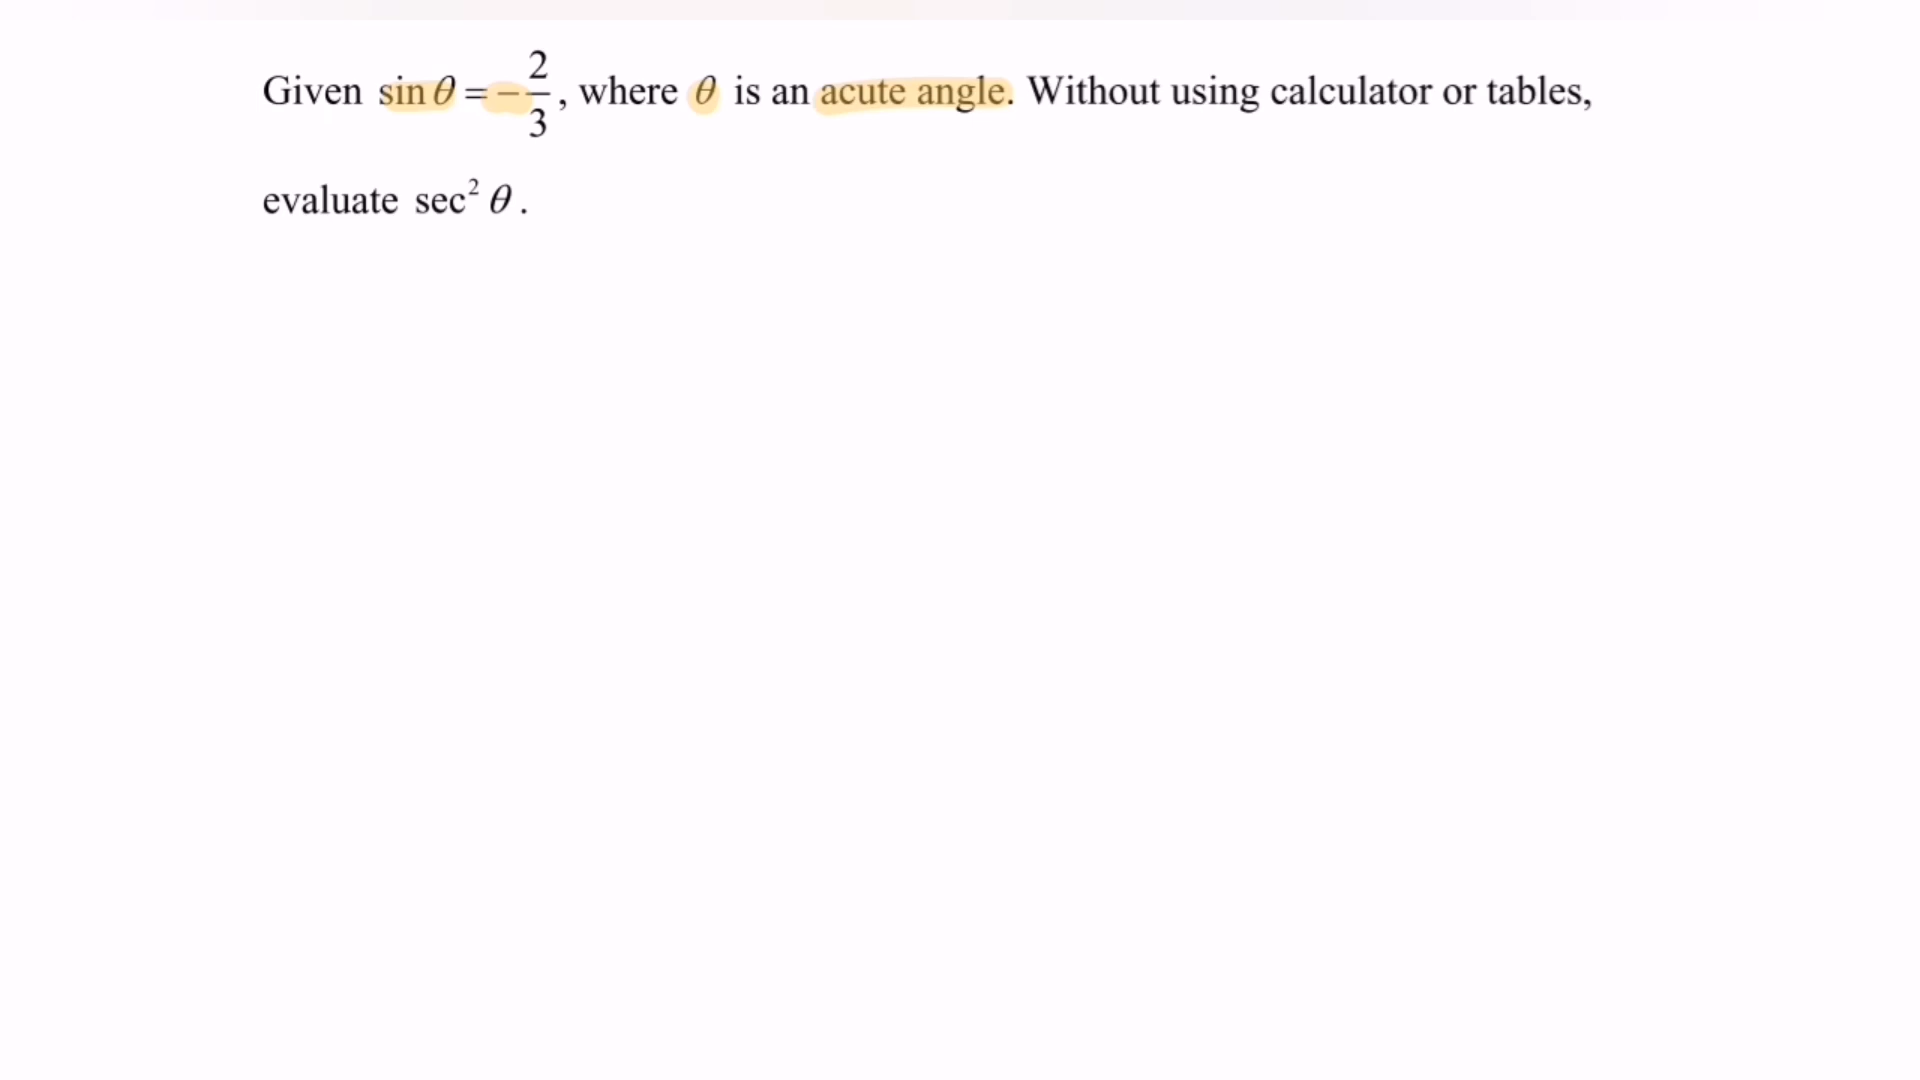 Given sin θ = −2/3, where θ is an acute angle. Without using calculator or tables,
evaluate sec² θ.